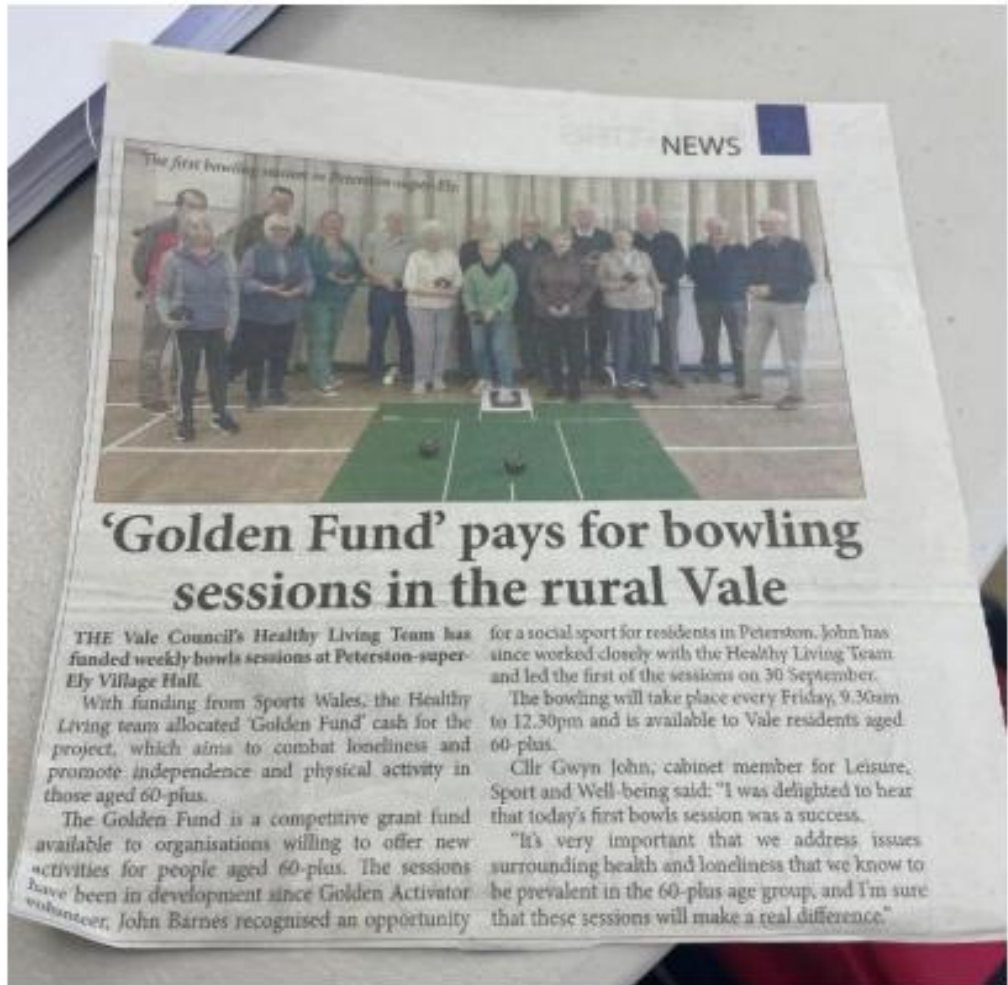 NEWS
The first bowling session in Peterston-super-Ely
‘Golden Fund’ pays for bowling
sessions in the rural Vale
THE Vale Council's Healthy Living Team has
funded weekly bowls sessions at Peterston-super-
Ely Village Hall.
With funding from Sports Wales, the Healthy
Living team allocated ‘Golden Fund’ cash for the
project, which aims to combat loneliness and
promote independence and physical activity in
those aged 60-plus.
The Golden Fund is a competitive grant fund
available to organisations willing to offer new
activities for people aged 60-plus. The sessions
have been in development since Golden Activator
volunteer, John Barnes recognised an opportunity
for a social sport for residents in Peterston. John has
since worked closely with the Healthy Living Team
and led the first of the sessions on 30 September.
The bowling will take place every Friday, 9.30am
to 12.30pm and is available to Vale residents aged
60-plus.
Cllr Gwyn John, cabinet member for Leisure,
Sport and Well-being said: "I was delighted to hear
that today's first bowls session was a success.
"It's very important that we address issues
surrounding health and loneliness that we know to
be prevalent in the 60-plus age group, and I'm sure
that these sessions will make a real difference."